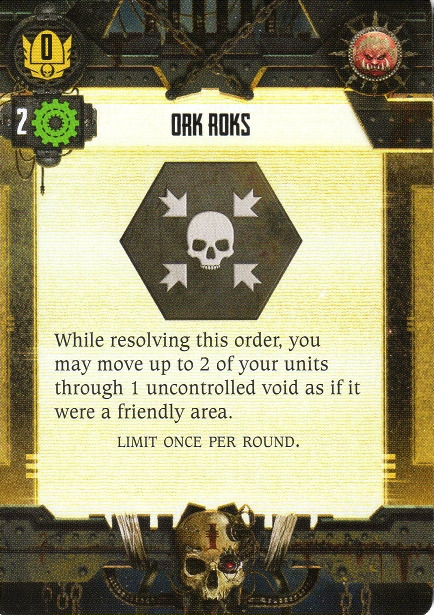 0
2
ORK ROKS
While resolving this order, you
may move up to 2 of your units
through 1 uncontrolled void as if it
were a friendly area.
LIMIT ONCE PER ROUND.